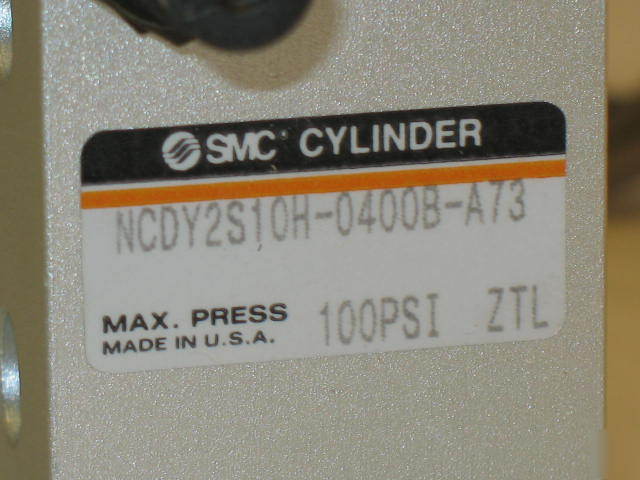 SMC CYLINDER
NCDY2S10H-0400B-A73
MAX. PRESS 100PSI ZTL
MADE IN U.S.A.